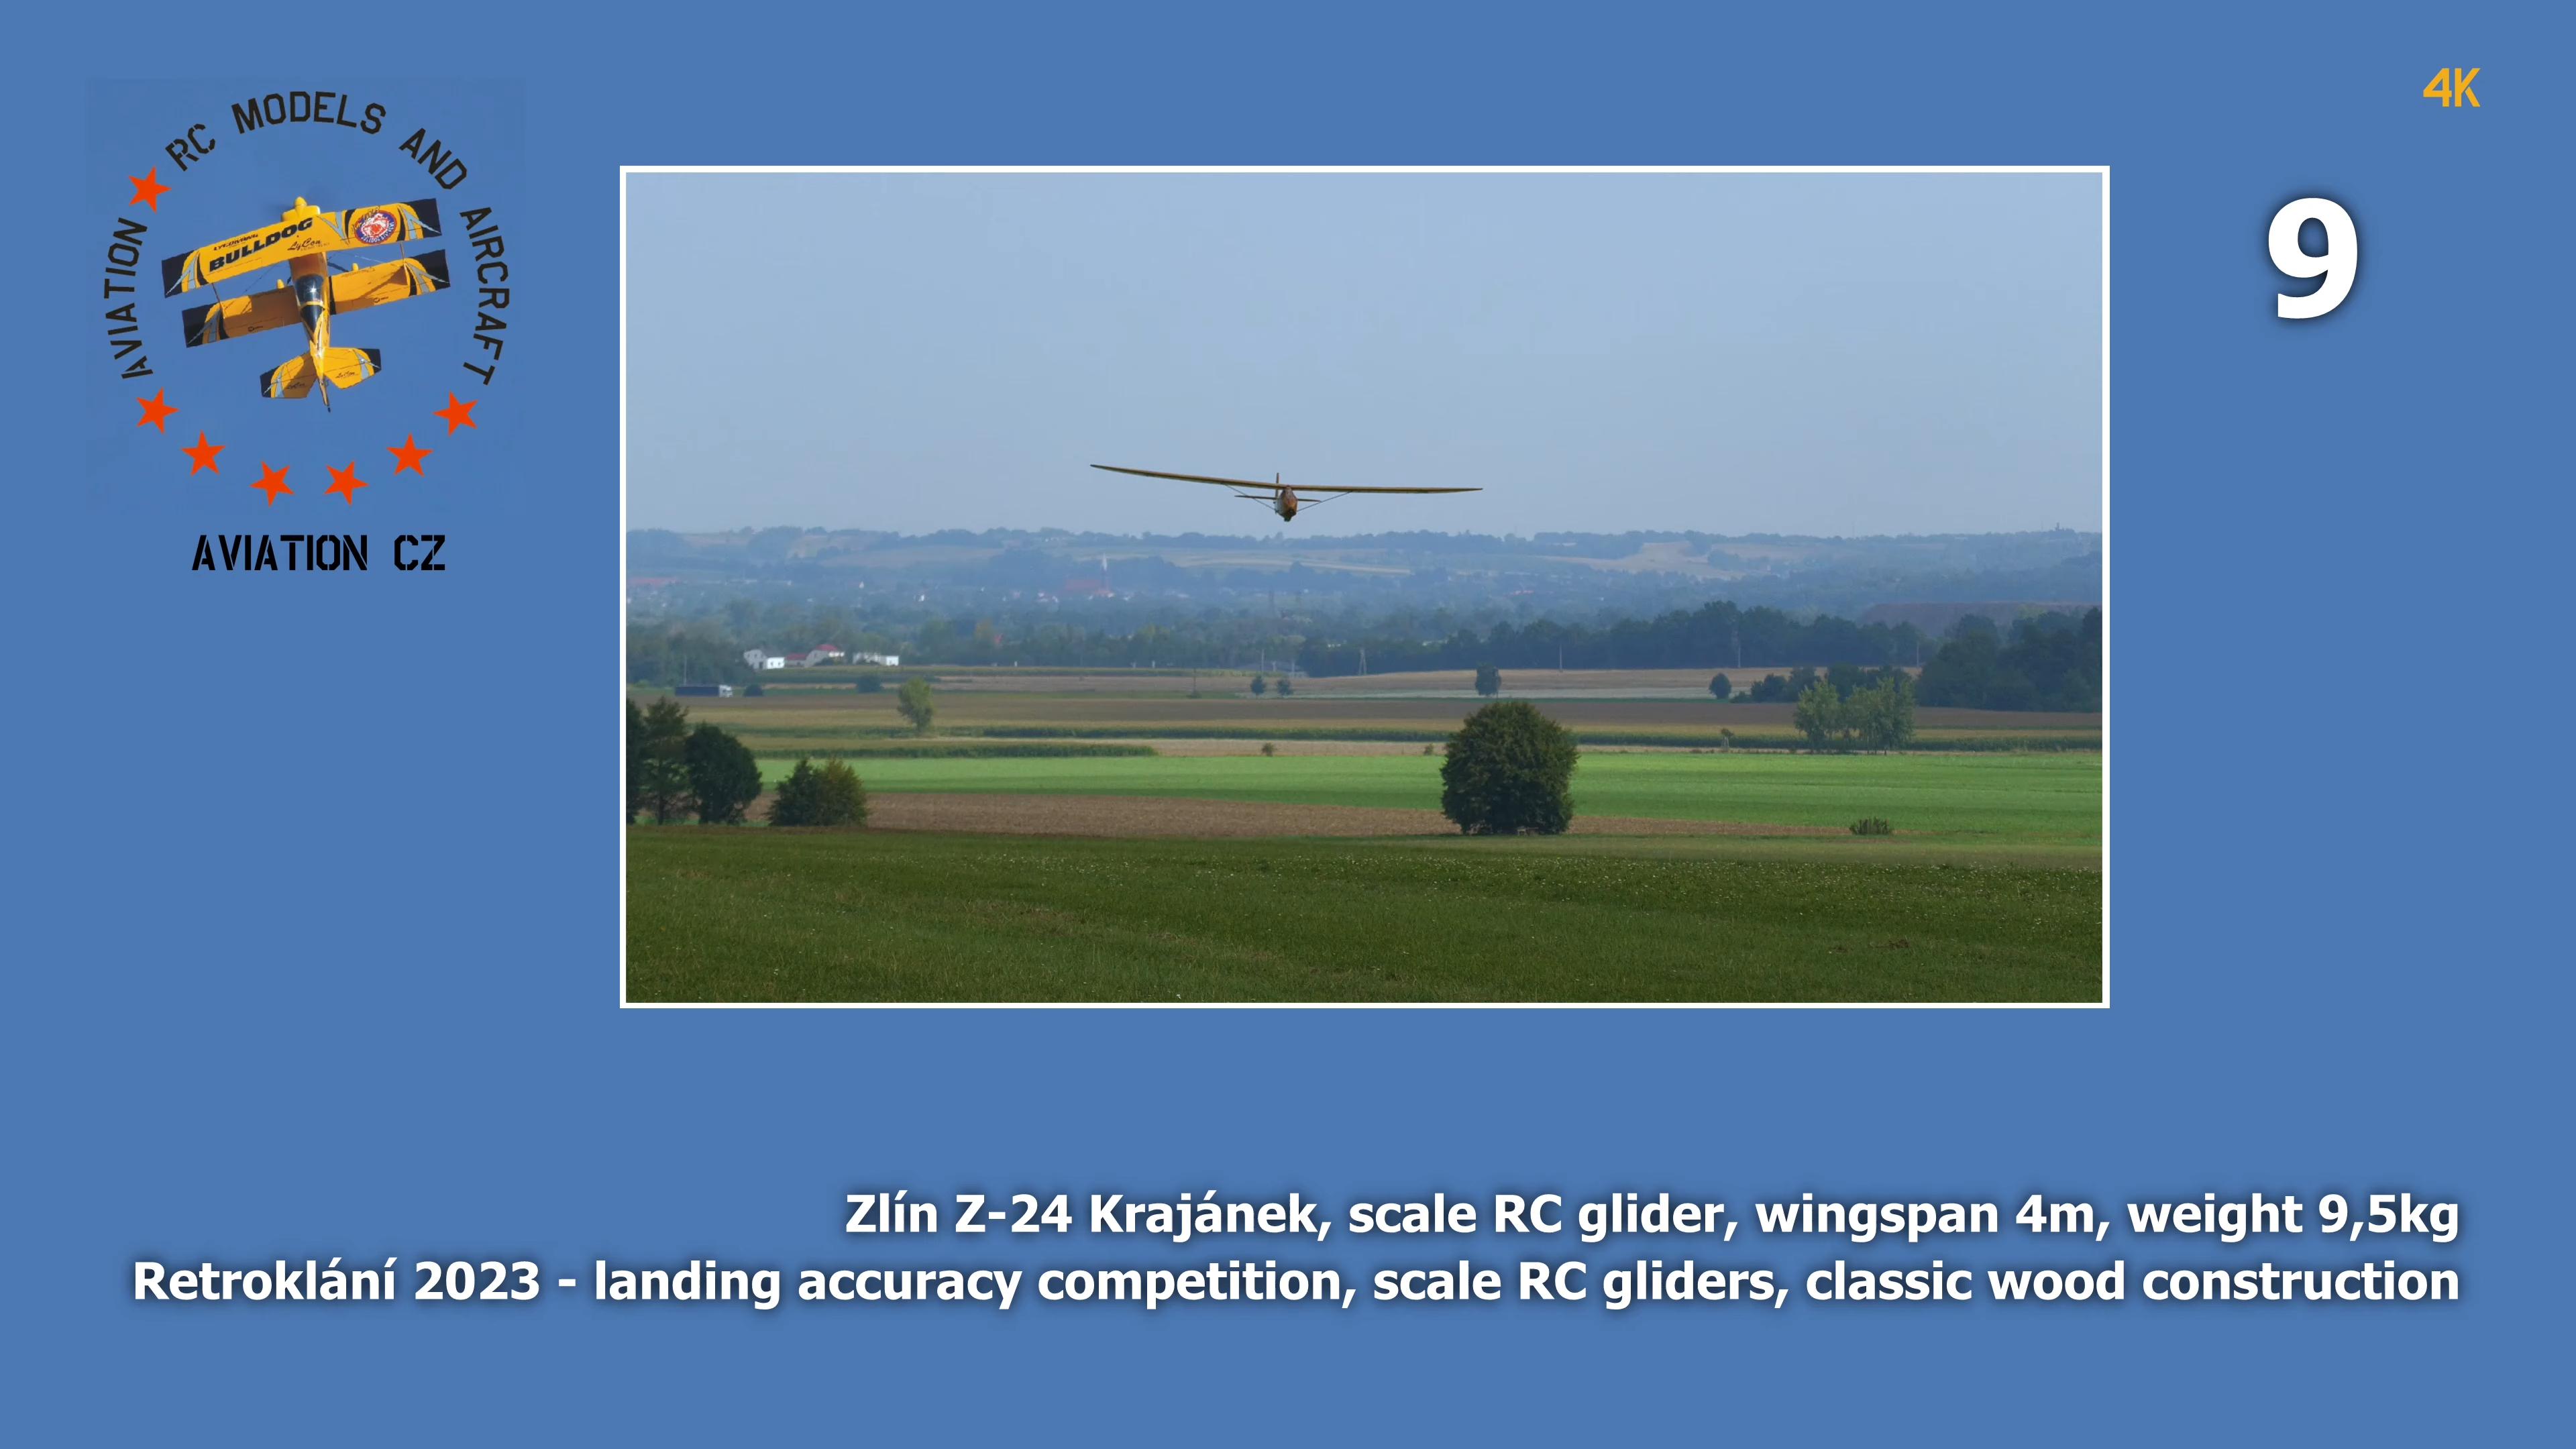 4K
AVIATION RC MODELS AND AIRCRAFT
BULLDOG
LyCon
AVIATION CZ
9
Zlín Z-24 Krajánek, scale RC glider, wingspan 4m, weight 9,5kg
Retroklání 2023 - landing accuracy competition, scale RC gliders, classic wood construction